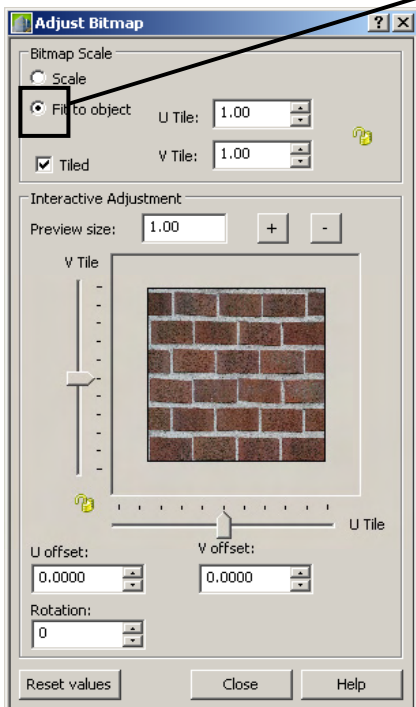 Adjust Bitmap
Bitmap Scale
Scale
Fit to object
U Tile: 1.00
Tiled
V Tile: 1.00
Interactive Adjustment
Preview size: 1.00 + -
V Tile
U Tile
U offset: V offset:
0.0000 0.0000
Rotation:
0
Reset values Close Help